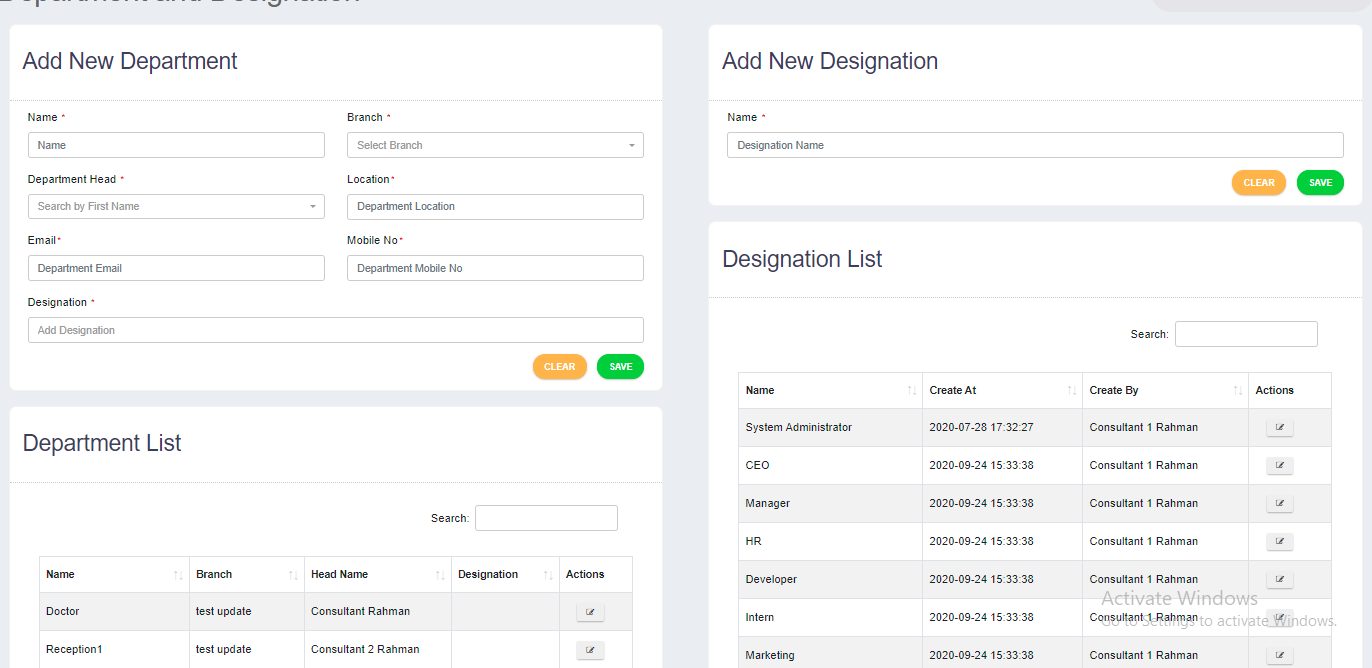 Department and Designation
Add New Department
Name *
Branch *
Name
Select Branch
Department Head *
Location*
Search by First Name
Department Location
Email*
Mobile No*
Department Email
Department Mobile No
Designation *
Add Designation
CLEAR SAVE
Department List
Search:
Name Branch Head Name Designation Actions
Doctor test update Consultant Rahman
Reception1 test update Consultant 2 Rahman
Add New Designation
Name *
Designation Name
CLEAR SAVE
Designation List
Search:
Name Create At Create By Actions
System Administrator 2020-07-28 17:32:27 Consultant 1 Rahman
CEO 2020-09-24 15:33:38 Consultant 1 Rahman
Manager 2020-09-24 15:33:38 Consultant 1 Rahman
HR 2020-09-24 15:33:38 Consultant 1 Rahman
Developer 2020-09-24 15:33:38 Consultant 1 Rahman
Intern 2020-09-24 15:33:38 Consultant 1 Rahman
Marketing 2020-09-24 15:33:38 Consultant 1 Rahman
Activate Windows
Go to Settings to activate Windows.